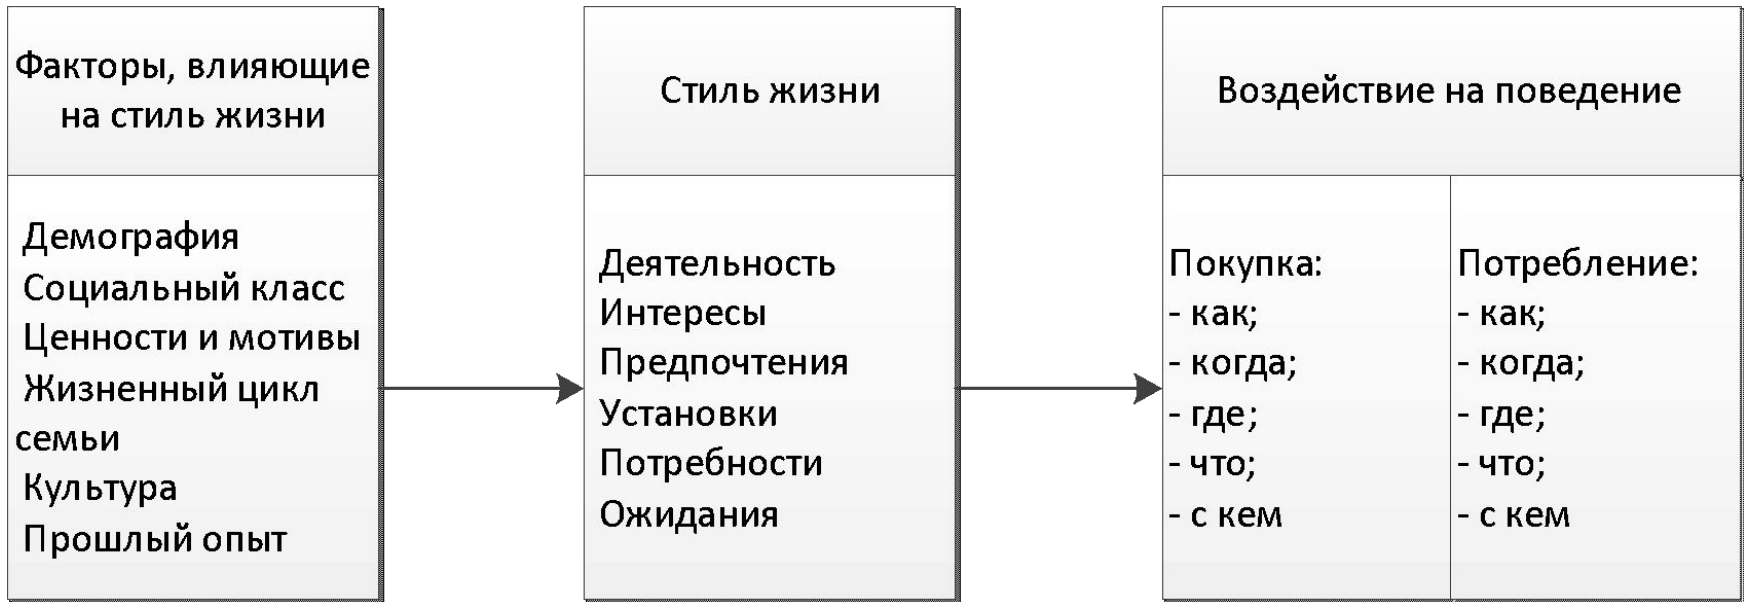 Факторы, влияющие
на стиль жизни
Демография
Социальный класс
Ценности и мотивы
Жизненный цикл
семьи
Культура
Прошлый опыт
Стиль жизни
Деятельность
Интересы
Предпочтения
Установки
Потребности
Ожидания
Воздействие на поведение
Покупка:
- как;
- когда;
- где;
- что;
- с кем
Потребление:
- как;
- когда;
- где;
- что;
- с кем